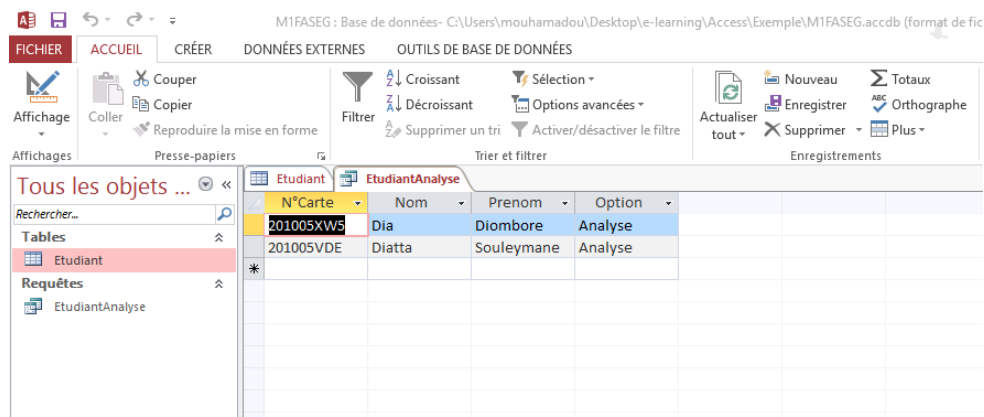 M1FASEG : Base de données- C:\Users\mouhamadou\Desktop\e-learning\Access\Exemple\M1FASEG.accdb (format de fic
FICHIER ACCUEIL CRÉER DONNÉES EXTERNES OUTILS DE BASE DE DONNÉES
Affichage
Affichages
Coller
Couper
Copier
Reproduire la mise en forme
Presse-papiers
Filtrer
Croissant
Décroissant
Supprimer un tri
Sélection
Options avancées
Activer/désactiver le filtre
Trier et filtrer
Actualiser
tout
Nouveau
Enregistrer
Supprimer
Totaux
Orthographe
Plus
Enregistrements
Tous les objets ...
Rechercher...
Tables
Etudiant
Requêtes
EtudiantAnalyse
Etudiant EtudiantAnalyse
N°Carte Nom Prenom Option
201005XW5 Dia Diombore Analyse
201005VDE Diatta Souleymane Analyse